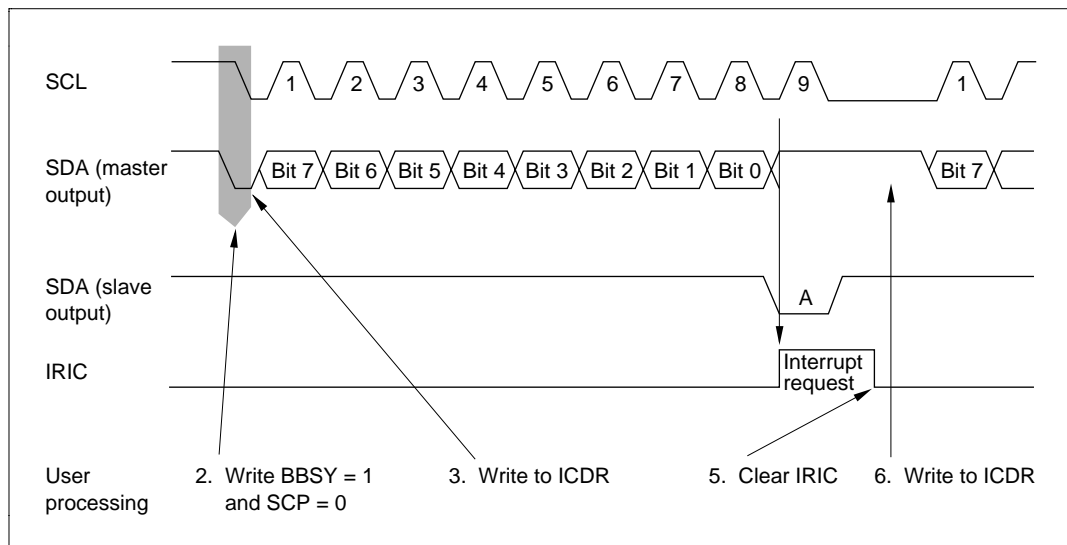 SCL 1 2 3 4 5 6 7 8 9 1
SDA (master
output)
Bit 7 Bit 6 Bit 5 Bit 4 Bit 3 Bit 2 Bit 1 Bit 0 Bit 7
SDA (slave
output)
A
IRIC
Interrupt
request
User
processing
2. Write BBSY = 1
and SCP = 0
3. Write to ICDR
5. Clear IRIC
6. Write to ICDR